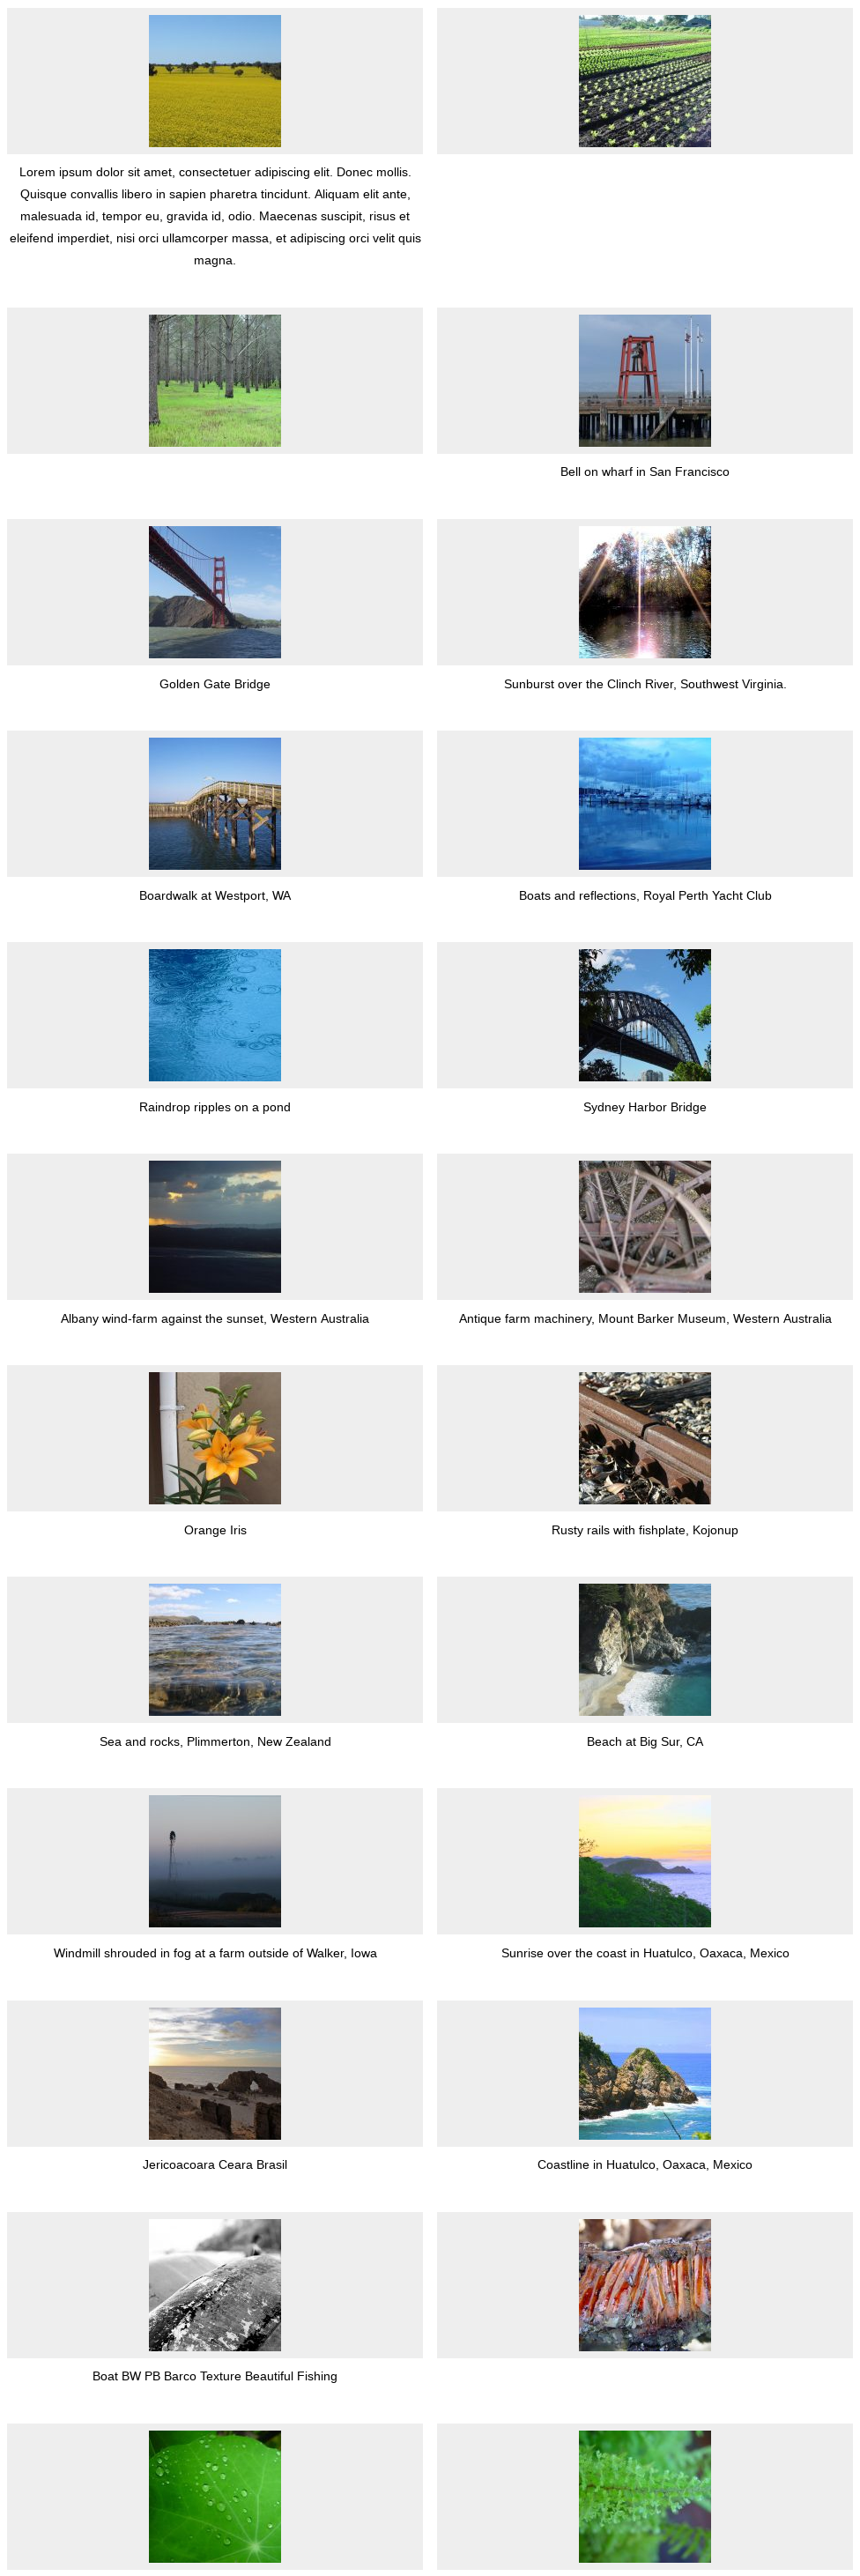 Lorem ipsum dolor sit amet, consectetuer adipiscing elit. Donec mollis.
Quisque convallis libero in sapien pharetra tincidunt. Aliquam elit ante,
malesuada id, tempor eu, gravida id, odio. Maecenas suscipit, risus et
eleifend imperdiet, nisi orci ullamcorper massa, et adipiscing orci velit quis
magna.
Bell on wharf in San Francisco
Golden Gate Bridge
Sunburst over the Clinch River, Southwest Virginia.
Boardwalk at Westport, WA
Boats and reflections, Royal Perth Yacht Club
Raindrop ripples on a pond
Sydney Harbor Bridge
Albany wind-farm against the sunset, Western Australia
Antique farm machinery, Mount Barker Museum, Western Australia
Orange Iris
Rusty rails with fishplate, Kojonup
Sea and rocks, Plimmerton, New Zealand
Beach at Big Sur, CA
Windmill shrouded in fog at a farm outside of Walker, Iowa
Sunrise over the coast in Huatulco, Oaxaca, Mexico
Jericoacoara Ceara Brasil
Coastline in Huatulco, Oaxaca, Mexico
Boat BW PB Barco Texture Beautiful Fishing